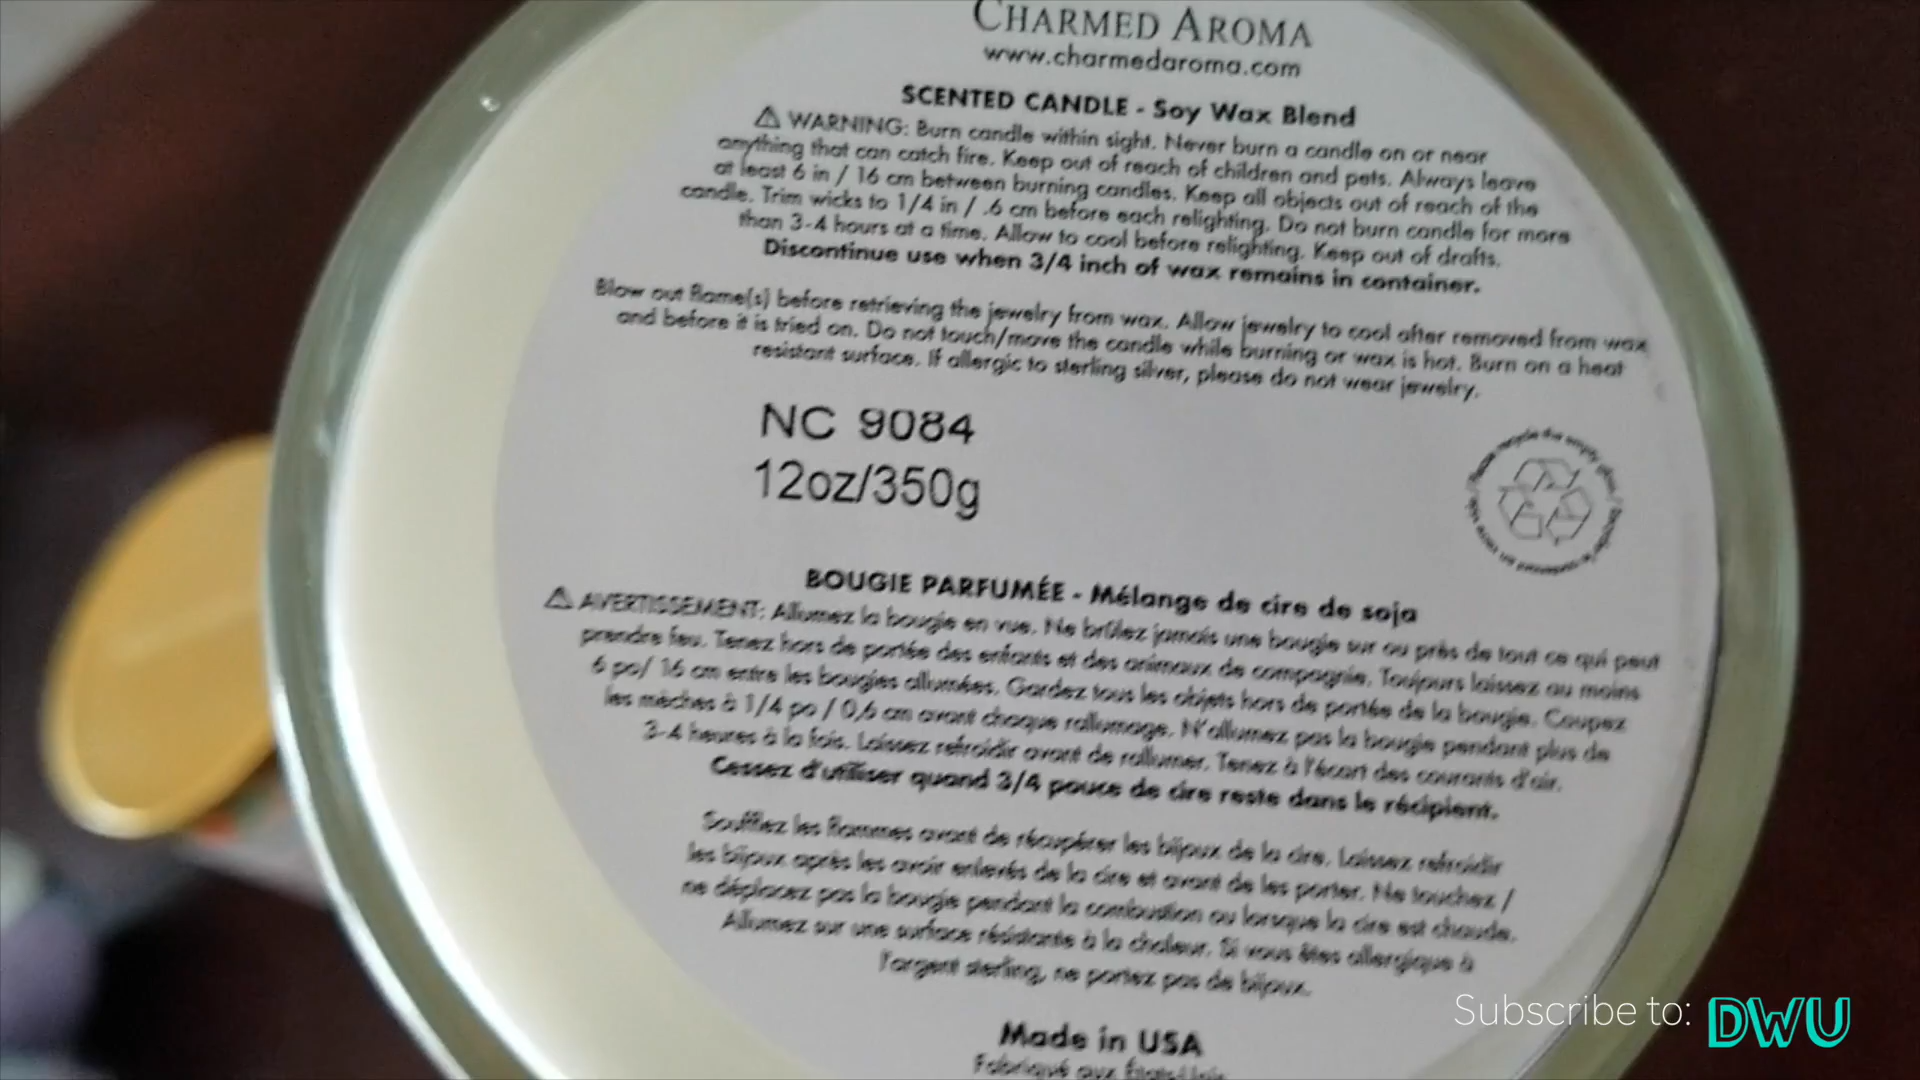 CHARMED AROMA
www.charmedaroma.com
SCENTED CANDLE - Soy Wax Blend
⚠ WARNING: Burn candle within sight. Never burn a candle on or near
anything that can catch fire. Keep out of reach of children and pets. Always leave
at least 6 in / 16 cm between burning candles. Keep all objects out of reach of the
candle. Trim wicks to 1/4 in / .6 cm before each relighting. Do not burn candle for more
than 3-4 hours at a time. Allow to cool before relighting. Keep out of drafts.
Discontinue use when 3/4 inch of wax remains in container.
Blow out flame(s) before retrieving the jewelry from wax. Allow jewelry to cool after removed from wax
and before it is tried on. Do not touch/move the candle while burning or wax is hot. Burn on a heat
resistant surface. If allergic to sterling silver, please do not wear jewelry.
NC 9084
12oz/350g
Please recycle the empty glass /
BOUGIE PARFUMÉE - Mélange de cire de soja
⚠ AVERTISSEMENT: Allumez la bougie en vue. Ne brûlez jamais une bougie sur ou près de tout ce qui peut
prendre feu. Tenez hors de portée des enfants et des animaux de compagnie. Toujours laissez au moins
6 po/ 16 cm entre les bougies allumées. Gardez tous les objets hors de portée de la bougie. Coupez
les mèches à 1/4 po / 0,6 cm avant chaque rallumage. N'allumez pas la bougie pendant plus de
3-4 heures à la fois. Laissez refroidir avant de rallumer. Tenez à l'écart des courants d'air.
Cessez d'utiliser quand 3/4 pouce de cire reste dans le récipient.
Soufflez les flammes avant de récupérer les bijoux de la cire. Laissez refroidir
les bijoux après les avoir enlevés de la cire et avant de les porter. Ne touchez /
ne déplacez pas la bougie pendant la combustion ou lorsque la cire est chaude.
Allumez sur une surface résistante à la chaleur. Si vous êtes allergique à
l'argent sterling, ne portez pas de bijoux.
Made in USA
Fabriqué aux États-Unis
Subscribe to: DWU